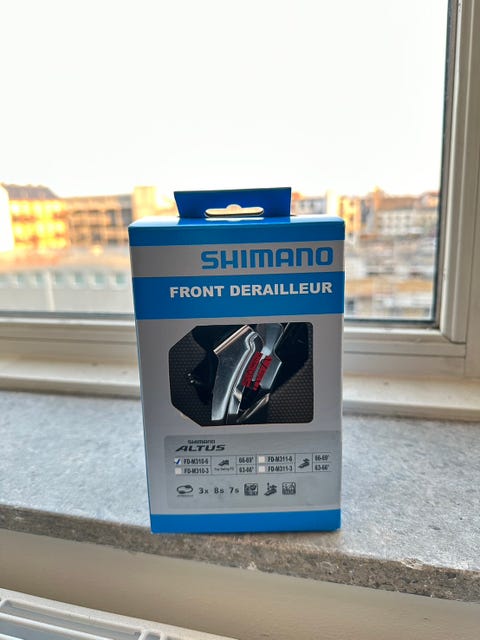 SHIMANO
FRONT DERAILLEUR
SHIMANO
ALTUS
FD-M310-6 66-69° FD-M311-6 66-69°
FD-M310-3 63-66° FD-M311-3 63-66°
3x 8s 7s